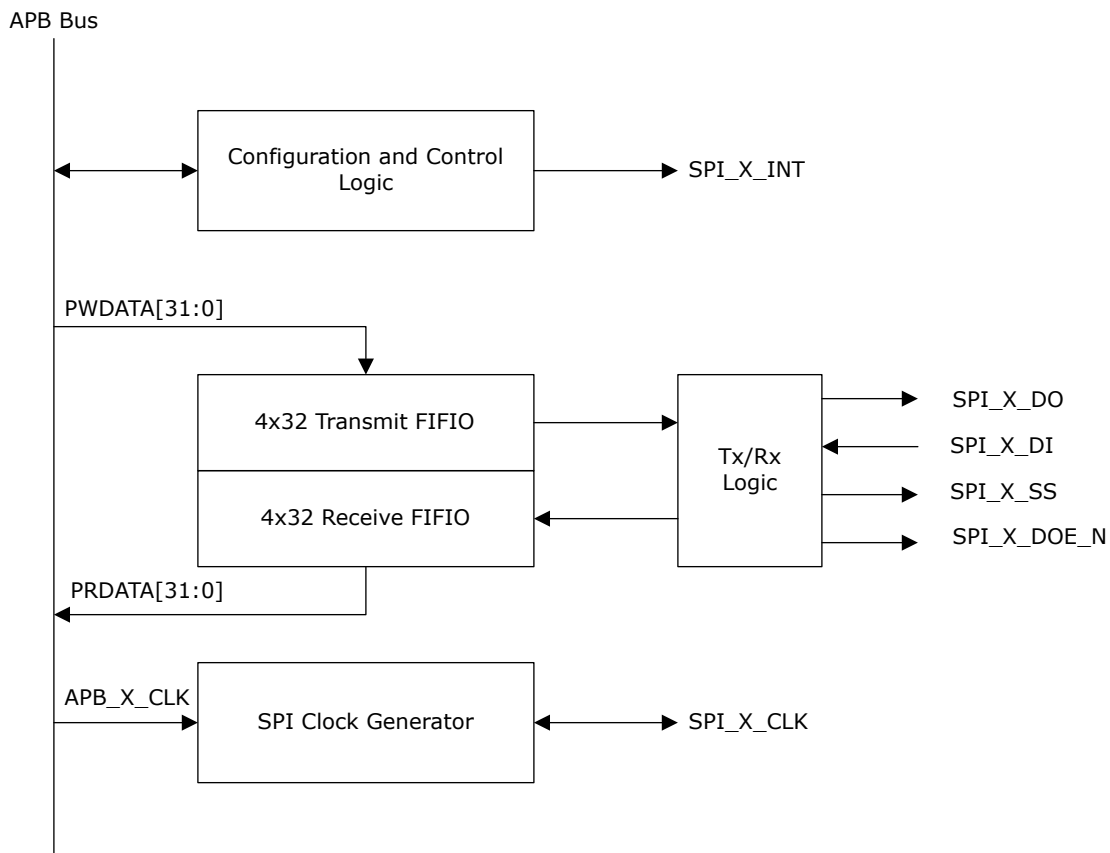 APB Bus
Configuration and Control
Logic
SPI_X_INT
PWDATA[31:0]
4x32 Transmit FIFIO
4x32 Receive FIFIO
Tx/Rx
Logic
SPI_X_DO
SPI_X_DI
SPI_X_SS
SPI_X_DOE_N
PRDATA[31:0]
APB_X_CLK
SPI Clock Generator
SPI_X_CLK